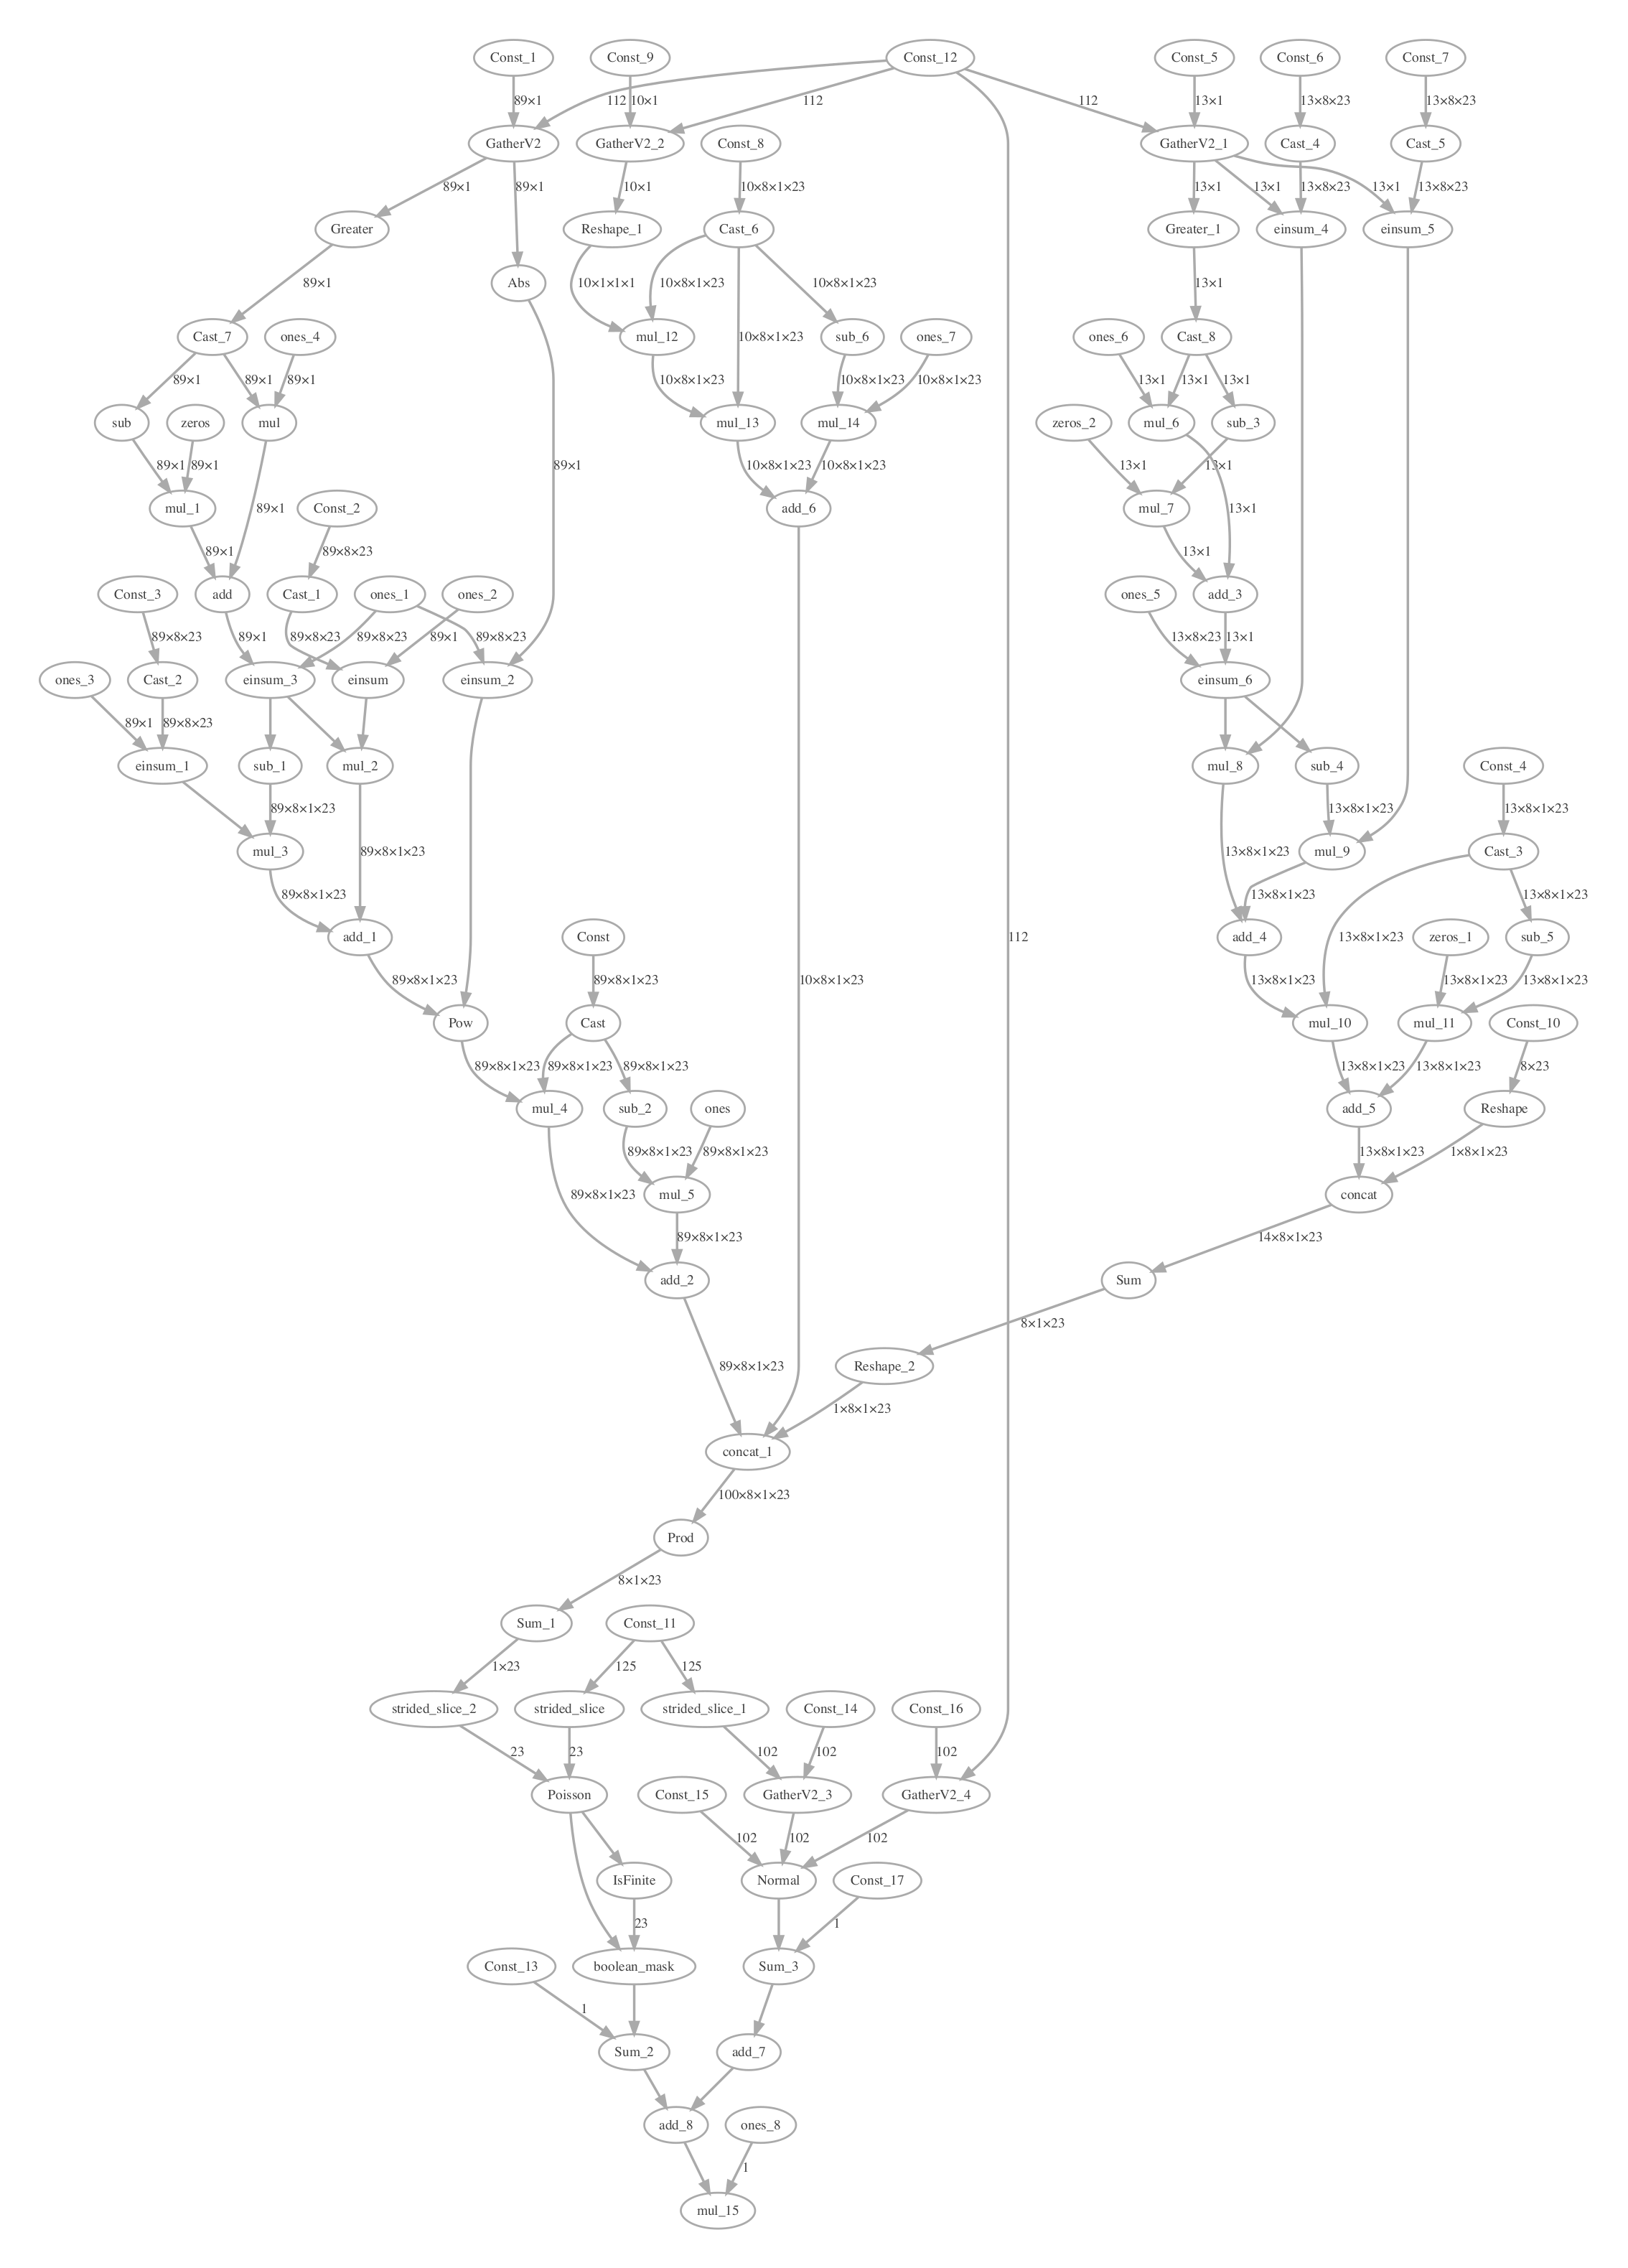 Const_1
Const_9
Const_12
Const_5
Const_6
Const_7
89×1
112
10×1
112
112
13×1
13×8×23
13×8×23
GatherV2
GatherV2_2
Const_8
GatherV2_1
Cast_4
Cast_5
89×1
89×1
10×1
10×8×1×23
13×1
13×1
13×8×23
13×1
13×8×23
Greater
Reshape_1
Cast_6
Greater_1
einsum_4
einsum_5
89×1
Abs
10×1×1×1
10×8×1×23
10×8×1×23
13×1
Cast_7
ones_4
mul_12
10×8×1×23
sub_6
ones_7
ones_6
Cast_8
89×1
89×1
89×1
10×8×1×23
10×8×1×23
10×8×1×23
13×1
13×1
13×1
sub
zeros
mul
mul_13
mul_14
zeros_2
mul_6
sub_3
89×1
89×1
89×1
10×8×1×23
10×8×1×23
13×1
13×1
mul_1
89×1
Const_2
add_6
mul_7
13×1
89×1
89×8×23
13×1
Const_3
add
Cast_1
ones_1
ones_2
ones_5
add_3
89×8×23
89×1
89×8×23
89×8×23
89×1
89×8×23
13×8×23
13×1
ones_3
Cast_2
einsum_3
einsum
einsum_2
einsum_6
89×1
89×8×23
einsum_1
sub_1
mul_2
mul_8
sub_4
Const_4
89×8×1×23
13×8×1×23
13×8×1×23
mul_3
89×8×1×23
13×8×1×23
mul_9
Cast_3
89×8×1×23
13×8×1×23
13×8×1×23
add_1
Const
112
add_4
13×8×1×23
zeros_1
sub_5
89×8×1×23
89×8×1×23
10×8×1×23
13×8×1×23
13×8×1×23
13×8×1×23
Pow
Cast
mul_10
mul_11
Const_10
89×8×1×23
89×8×1×23
89×8×1×23
13×8×1×23
13×8×1×23
8×23
mul_4
sub_2
ones
add_5
Reshape
89×8×1×23
89×8×1×23
13×8×1×23
1×8×1×23
89×8×1×23
mul_5
concat
89×8×1×23
14×8×1×23
add_2
Sum
8×1×23
89×8×1×23
Reshape_2
1×8×1×23
concat_1
100×8×1×23
Prod
8×1×23
Sum_1
Const_11
1×23
125
125
strided_slice_2
strided_slice
strided_slice_1
Const_14
Const_16
23
23
102
102
102
Poisson
Const_15
GatherV2_3
GatherV2_4
102
102
102
IsFinite
Normal
Const_17
23
1
Const_13
boolean_mask
Sum_3
1
Sum_2
add_7
add_8
ones_8
1
mul_15